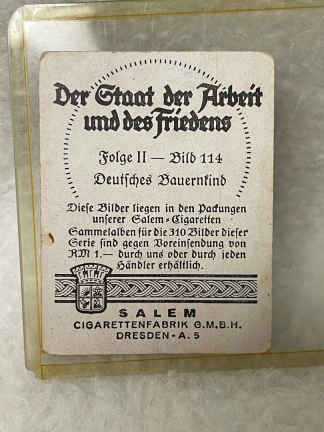 Der Staat der Arbeit
und des Friedens
Folge II — Bild 114
Deutsches Bauernkind
Diese Bilder liegen in den Packungen
unserer Salem-Cigaretten
Sammelalben für die 310 Bilder dieser
Serie sind gegen Voreinsendung von
RM 1.— durch uns oder durch jeden
Händler erhältlich.
SALEM
CIGARETTENFABRIK G.M.B.H.
DRESDEN-A. 5